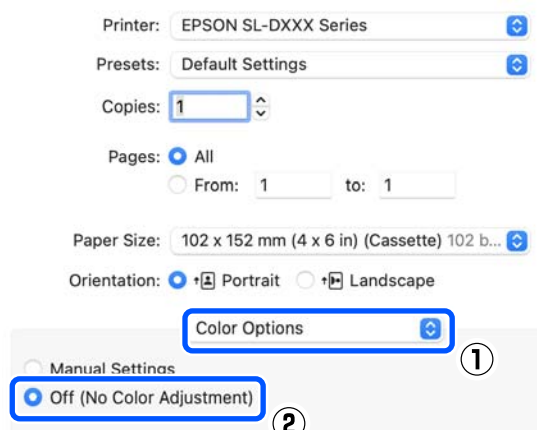 Printer: EPSON SL-DXXX Series
Presets: Default Settings
Copies: 1
Pages: All
From: 1 to: 1
Paper Size: 102 x 152 mm (4 x 6 in) (Cassette) 102 b...
Orientation: Portrait Landscape
Color Options
①
Manual Settings
Off (No Color Adjustment)
②